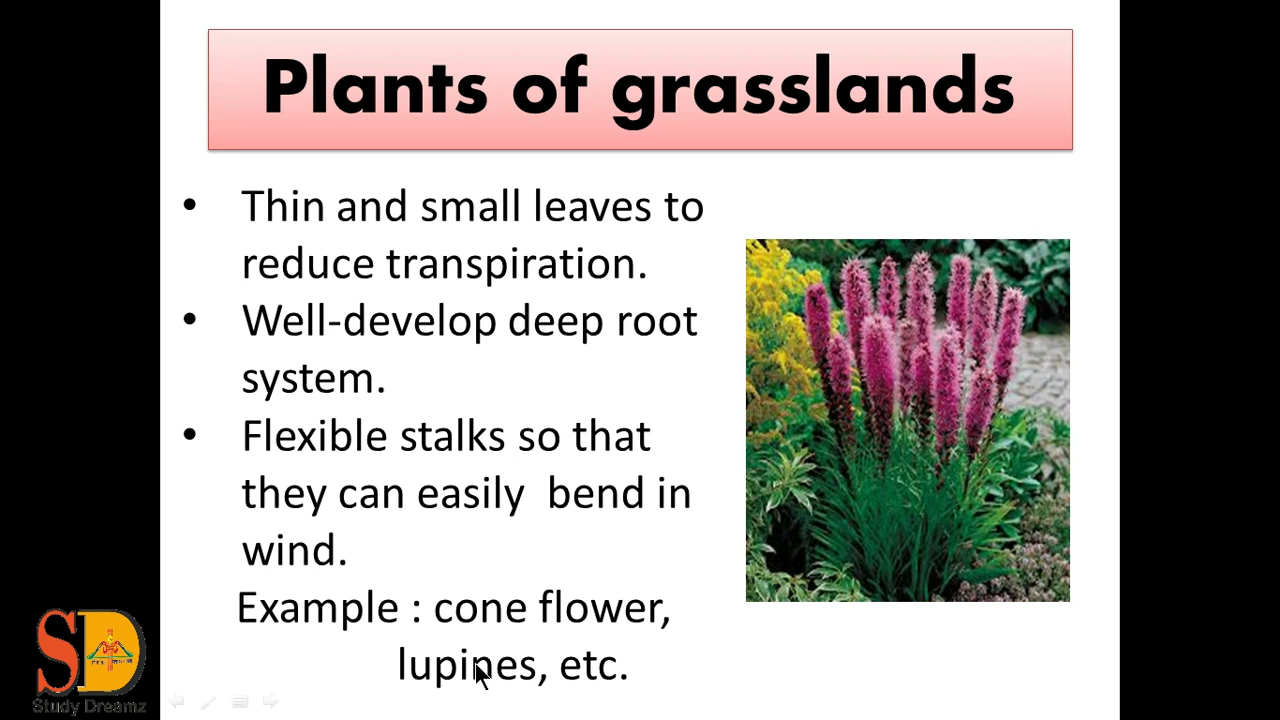 Plants of grasslands
• Thin and small leaves to
reduce transpiration.
• Well-develop deep root
system.
• Flexible stalks so that
they can easily bend in
wind.
Example : cone flower,
lupines, etc.
SD
Study Dreamz